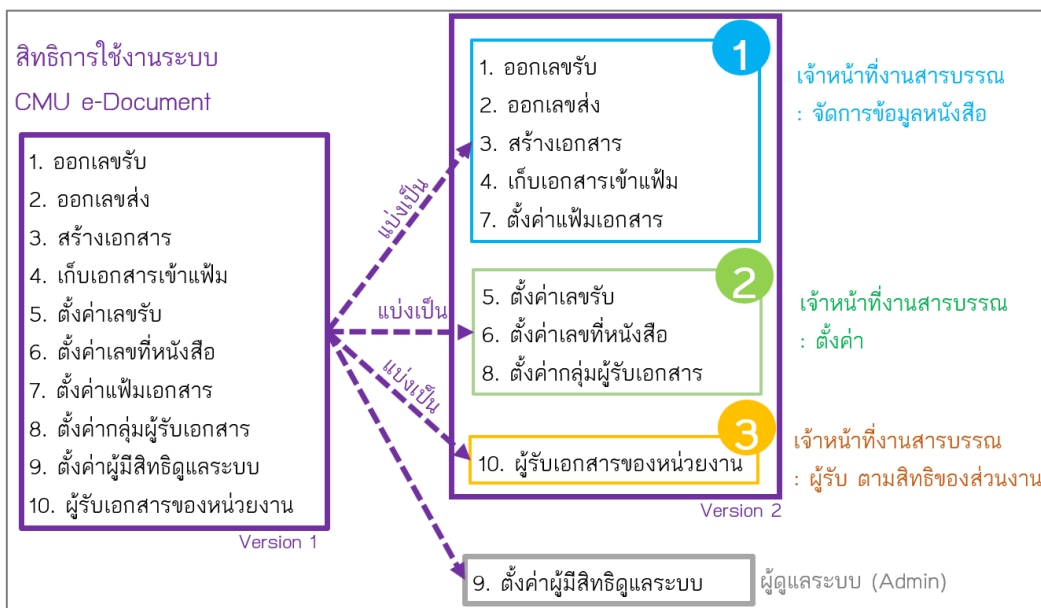 สิทธิการใช้งานระบบ
CMU e-Document
1. ออกเลขรับ
2. ออกเลขส่ง
3. สร้างเอกสาร
4. เก็บเอกสารเข้าแฟ้ม
5. ตั้งค่าเลขรับ
6. ตั้งค่าเลขที่หนังสือ
7. ตั้งค่าแฟ้มเอกสาร
8. ตั้งค่ากลุ่มผู้รับเอกสาร
9. ตั้งค่าผู้มีสิทธิดูแลระบบ
10. ผู้รับเอกสารของหน่วยงาน
Version 1
แบ่งเป็น
แบ่งเป็น
แบ่งเป็น
1
1. ออกเลขรับ
2. ออกเลขส่ง
3. สร้างเอกสาร
4. เก็บเอกสารเข้าแฟ้ม
7. ตั้งค่าแฟ้มเอกสาร
เจ้าหน้าที่งานสารบรรณ
: จัดการข้อมูลหนังสือ
2
5. ตั้งค่าเลขรับ
6. ตั้งค่าเลขที่หนังสือ
8. ตั้งค่ากลุ่มผู้รับเอกสาร
เจ้าหน้าที่งานสารบรรณ
: ตั้งค่า
3
10. ผู้รับเอกสารของหน่วยงาน
เจ้าหน้าที่งานสารบรรณ
: ผู้รับ ตามสิทธิของส่วนงาน
Version 2
9. ตั้งค่าผู้มีสิทธิดูแลระบบ
ผู้ดูแลระบบ (Admin)